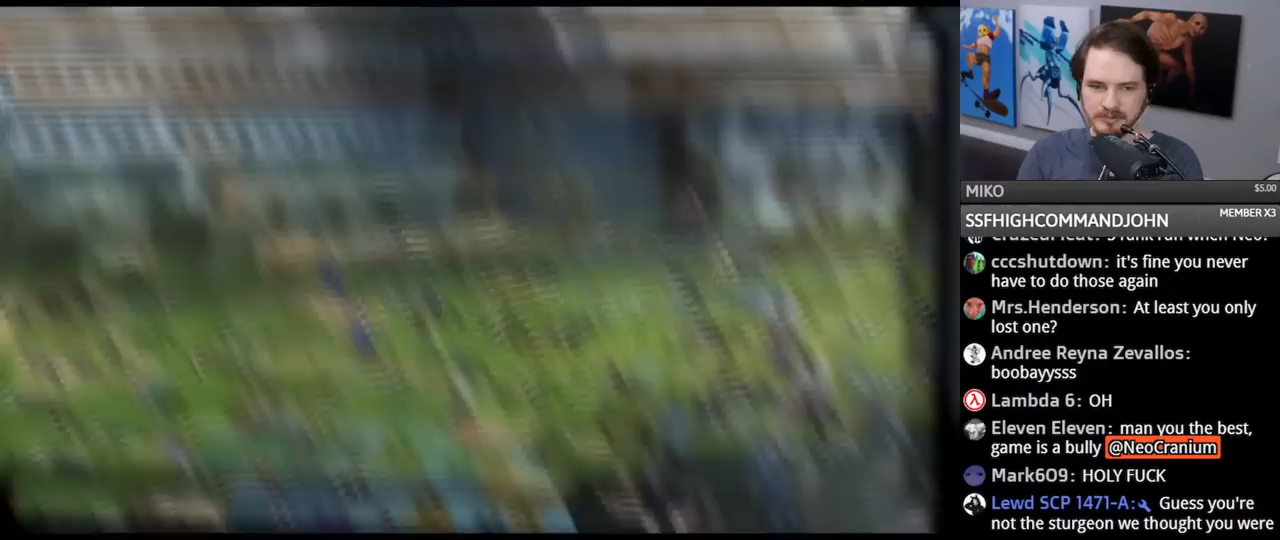 MIKO
$5.00
SSFHIGHCOMMANDJOHN
MEMBER X3
cccshutdown: it's fine you never
have to do those again
Mrs.Henderson: At least you only
lost one?
Andree Reyna Zevallos:
boobayysss
Lambda 6: OH
Eleven Eleven: man you the best,
game is a bully @NeoCranium
Mark609: HOLY FUCK
Lewd SCP 1471-A: Guess you're
not the sturgeon we thought you were